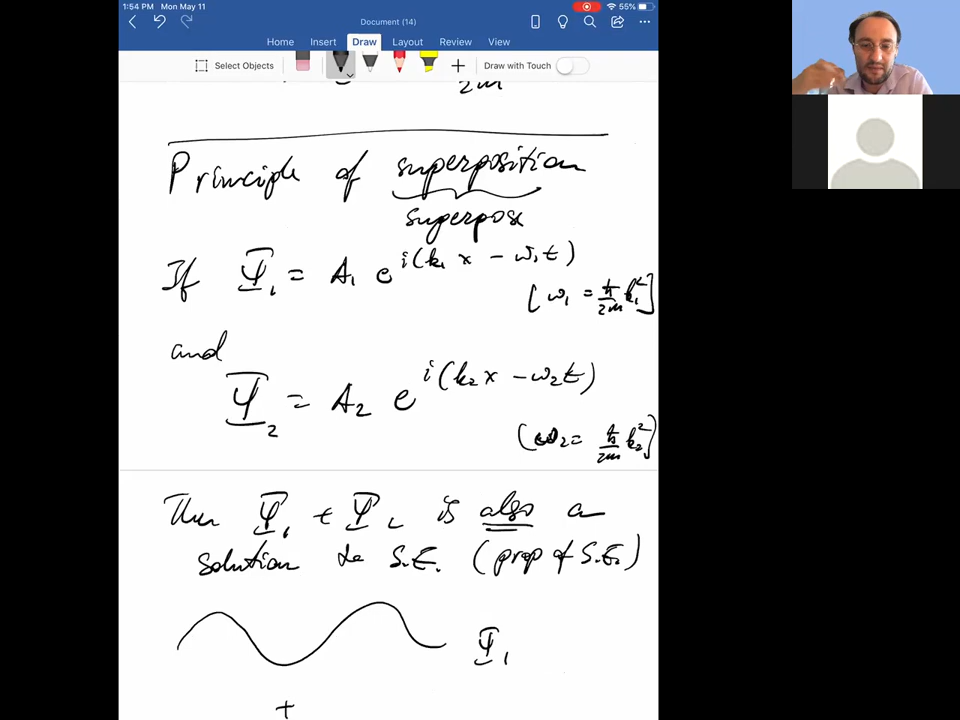 1:54 PM Mon May 11
55%
Document (14)
Home Insert Draw Layout Review View
Select Objects
Draw with Touch
2m
Principle of superposition
superpose
If Ψ₁ = A₁ e^{i(k₁x - ω₁t)}
[ω₁ = ℏ/2m k₁²]
and
Ψ₂ = A₂ e^{i(k₂x - ω₂t)}
(ω₂ = ℏ/2m k₂²]
Then Ψ₁ + Ψ₂ is also a
solution to S.E. (prop of S.E.)
Ψ₁
+